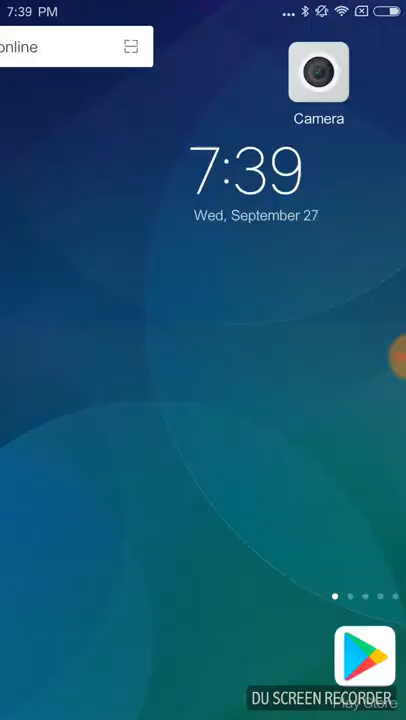 7:39 PM
online
Camera
7:39
Wed, September 27
DU SCREEN RECORDER
Play Store